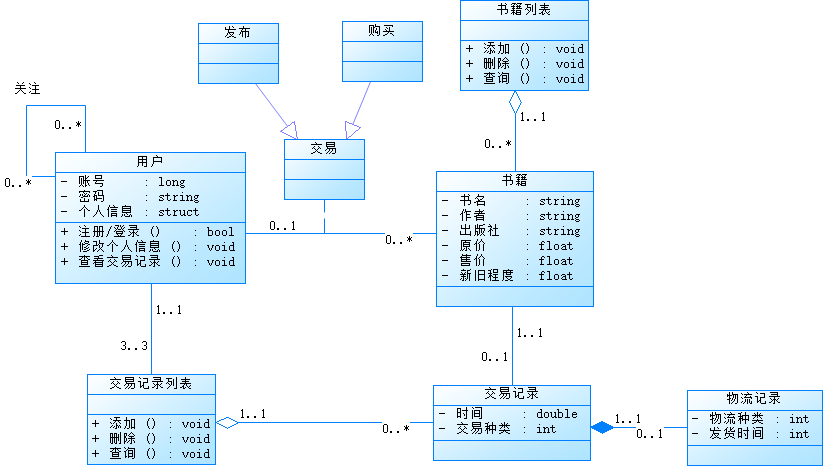 发布
购买
书籍列表
+ 添加 () : void
+ 删除 () : void
+ 查询 () : void
关注
0..*
0..*
1..1
0..*
交易
用户
- 账号 : long
- 密码 : string
- 个人信息 : struct
+ 注册/登录 () : bool
+ 修改个人信息 () : void
+ 查看交易记录 () : void
0..1
0..*
书籍
- 书名 : string
- 作者 : string
- 出版社 : string
- 原价 : float
- 售价 : float
- 新旧程度 : float
1..1
3..3
1..1
0..1
交易记录列表
+ 添加 () : void
+ 删除 () : void
+ 查询 () : void
1..1
0..*
交易记录
- 时间 : double
- 交易种类 : int
1..1
0..1
物流记录
- 物流种类 : int
- 发货时间 : int